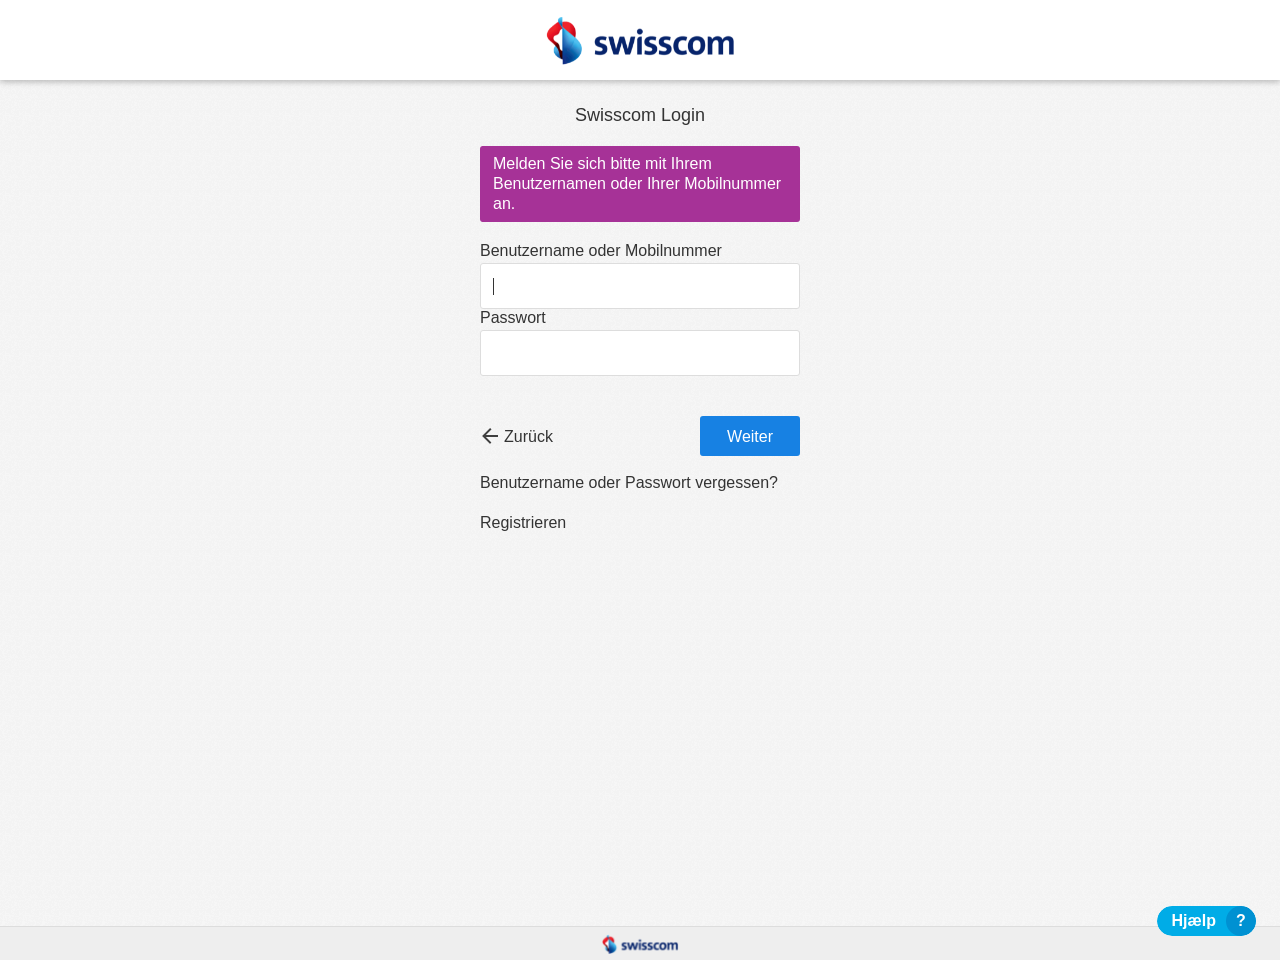 swisscom
Swisscom Login
Melden Sie sich bitte mit Ihrem
Benutzernamen oder Ihrer Mobilnummer
an.
Benutzername oder Mobilnummer
Passwort
Zurück
Weiter
Benutzername oder Passwort vergessen?
Registrieren
Hjælp ?
swisscom